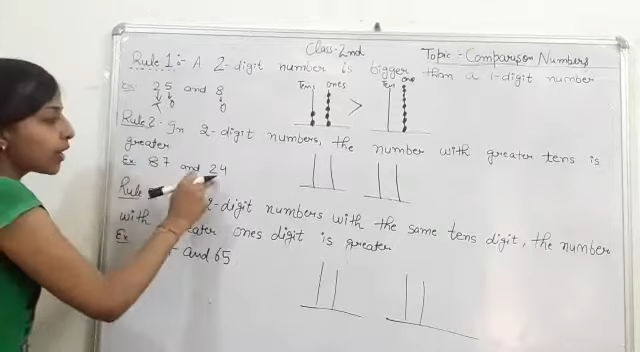 Class-2nd
Topic - Comparison Numbers
Rule 1:- A 2-digit number is bigger than a 1-digit number
Ex 25 and 8
T O O
Tens ones > Ten one
Rule 2- In 2-digit numbers, the number with greater tens is
greater
Ex 87 and 24
Rule 2-digit numbers with the same tens digit, the number
with greater ones digit is greater
Ex and 65